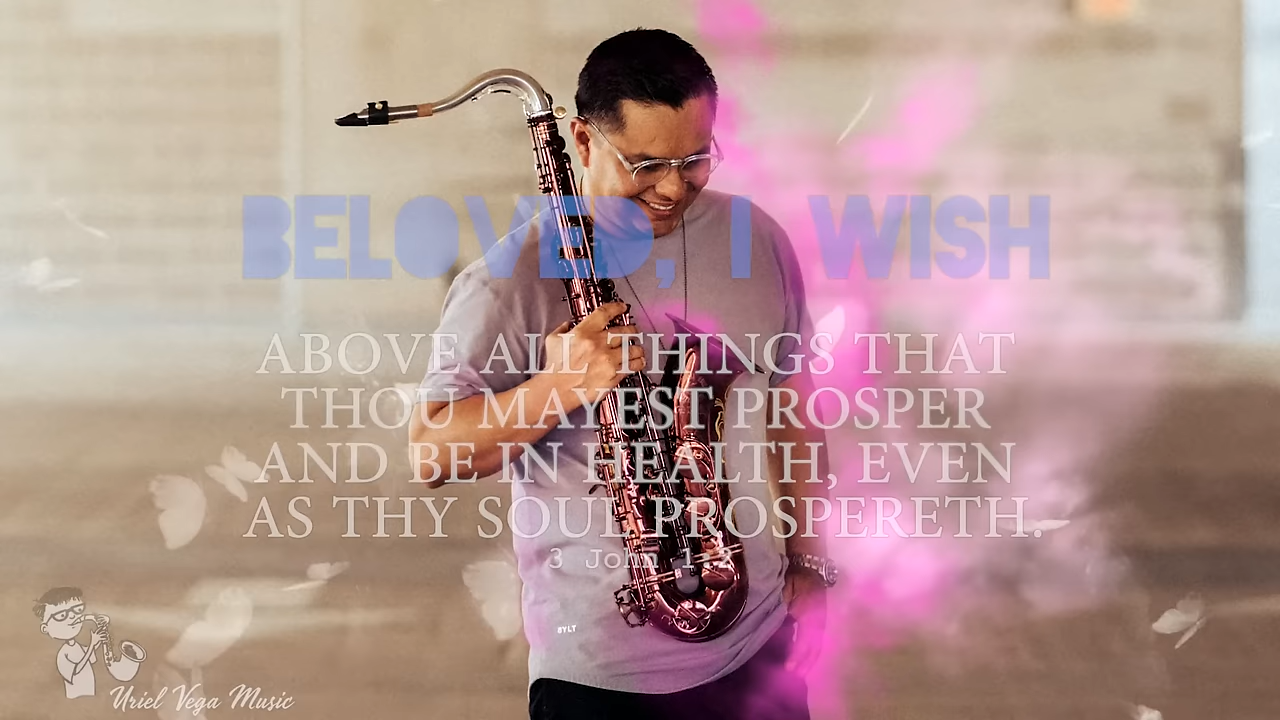 BELOVED, I WISH
ABOVE ALL THINGS THAT
THOU MAYEST PROSPER
AND BE IN HEALTH, EVEN
AS THY SOUL PROSPERETH.
3 John 1:2
BYLT
Uriel Vega Music